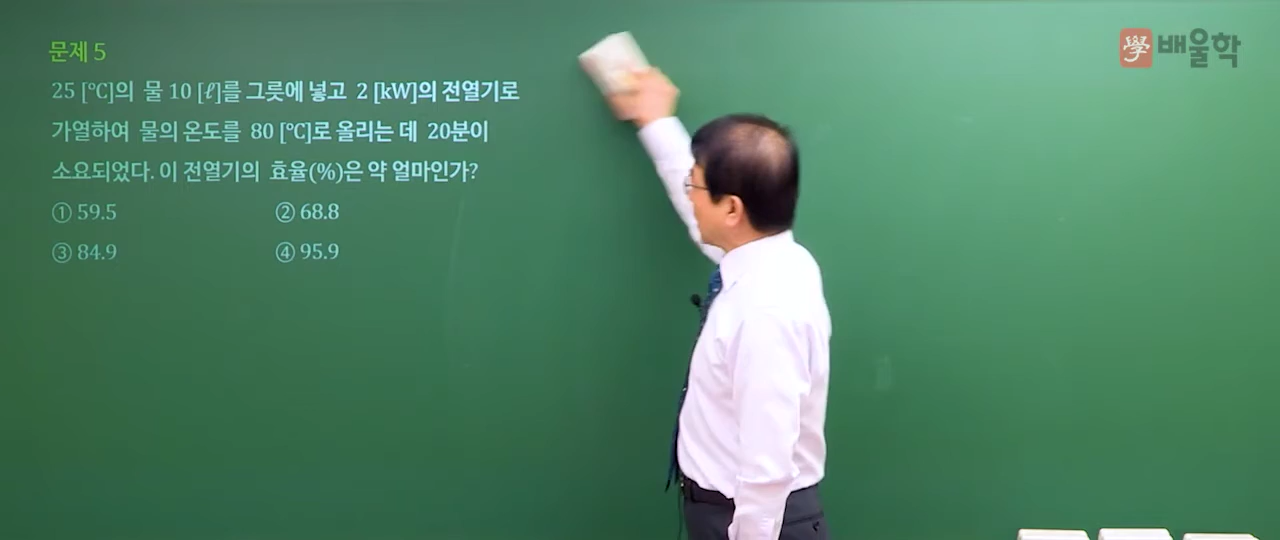 문제 5
25 [℃]의 물 10 [ℓ]를 그릇에 넣고 2 [kW]의 전열기로
가열하여 물의 온도를 80 [℃]로 올리는 데 20분이
소요되었다. 이 전열기의 효율(%)은 약 얼마인가?
① 59.5 ② 68.8
③ 84.9 ④ 95.9
學 배울학